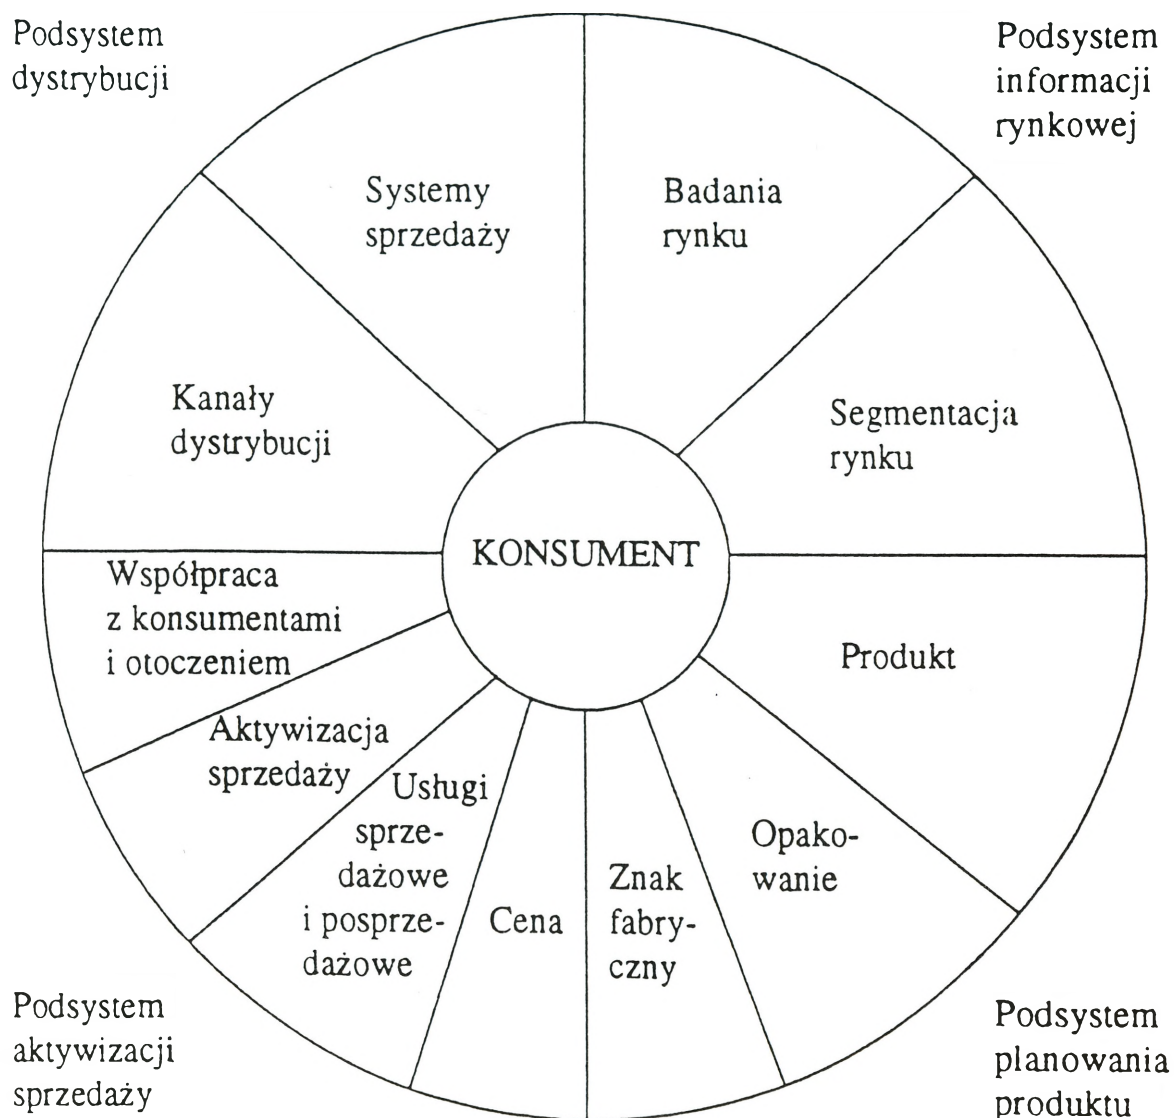 Podsystem
dystrybucji
Podsystem
informacji
rynkowej
Systemy
sprzedaży
Badania
rynku
Kanały
dystrybucji
Segmentacja
rynku
KONSUMENT
Współpraca
z konsumentami
i otoczeniem
Produkt
Aktywizacja
sprzedaży
Usługi
sprze-
dażowe
i posprze-
dażowe
Cena
Znak
fabry-
czny
Opako-
wanie
Podsystem
aktywizacji
sprzedaży
Podsystem
planowania
produktu